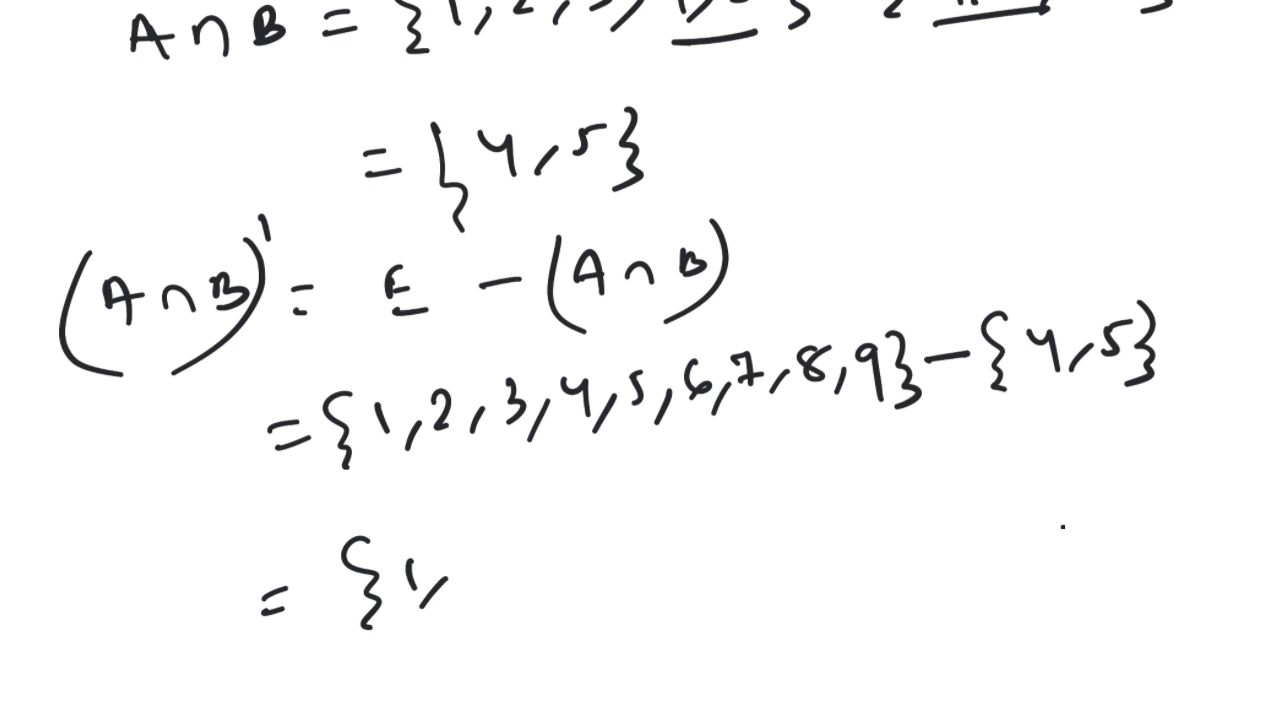 A ∩ B = {1, 2,
= {4, 5}
(A ∩ B)' = E - (A ∩ B)
= {1, 2, 3, 4, 5, 6, 7, 8, 9} - {4, 5}
= {1,